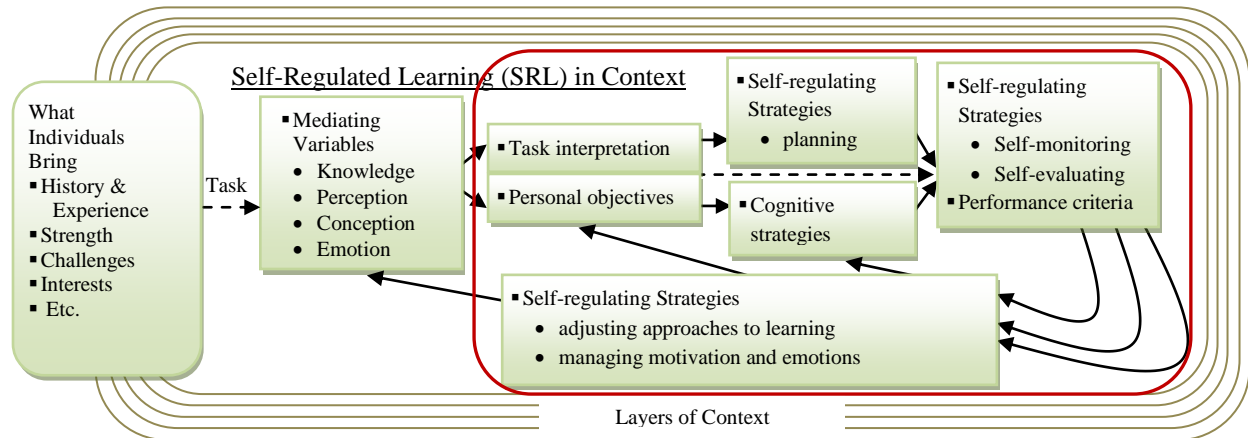 Self-Regulated Learning (SRL) in Context
What
Individuals
Bring
▪ History &
Experience
▪ Strength
▪ Challenges
▪ Interests
▪ Etc.
Task
▪ Mediating
Variables
• Knowledge
• Perception
• Conception
• Emotion
▪ Task interpretation
▪ Personal objectives
▪ Self-regulating
Strategies
• planning
▪ Cognitive
strategies
▪ Self-regulating
Strategies
• Self-monitoring
• Self-evaluating
▪ Performance criteria
▪ Self-regulating Strategies
• adjusting approaches to learning
• managing motivation and emotions
Layers of Context